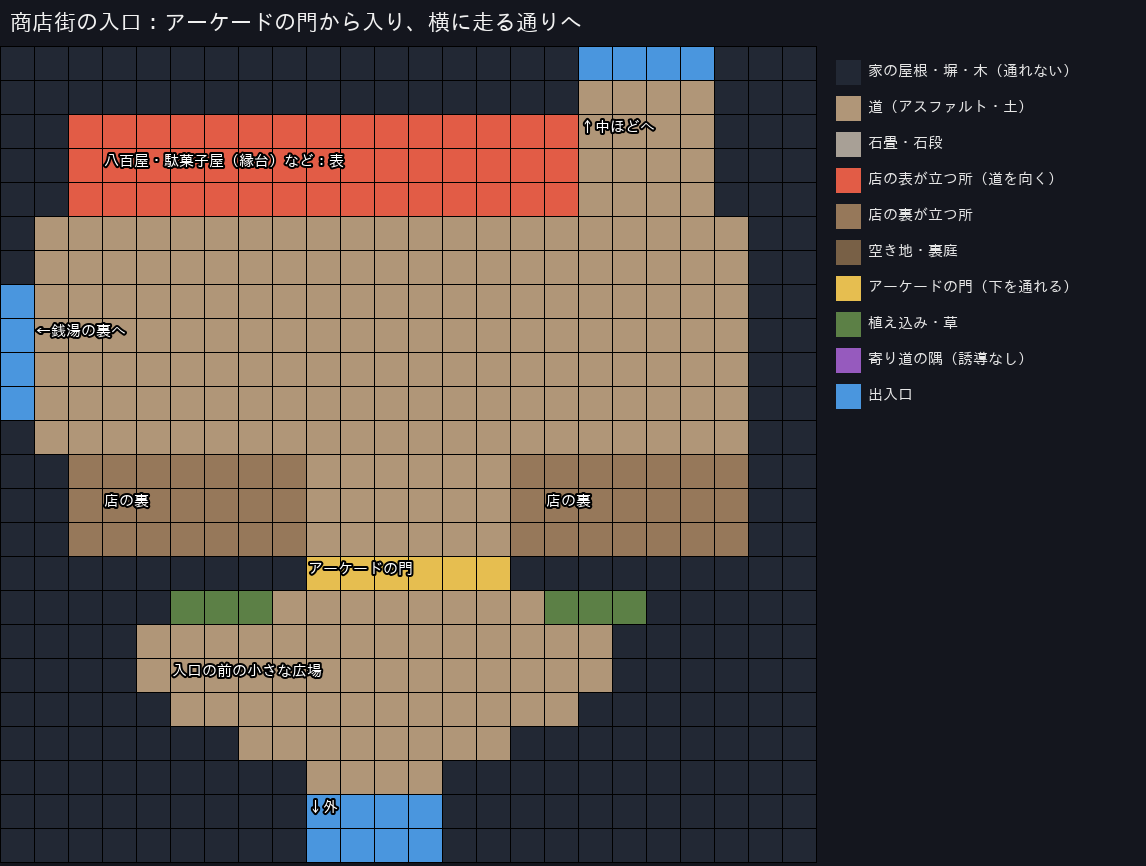 商店街の入口：アーケードの門から入り、横に走る通りへ
↑中ほどへ
八百屋・駄菓子屋（縁台）など：表
←銭湯の裏へ
店の裏
店の裏
アーケードの門
入口の前の小さな広場
↓外
家の屋根・塀・木（通れない）
道（アスファルト・土）
石畳・石段
店の表が立つ所（道を向く）
店の裏が立つ所
空き地・裏庭
アーケードの門（下を通れる）
植え込み・草
寄り道の隅（誘導なし）
出入口